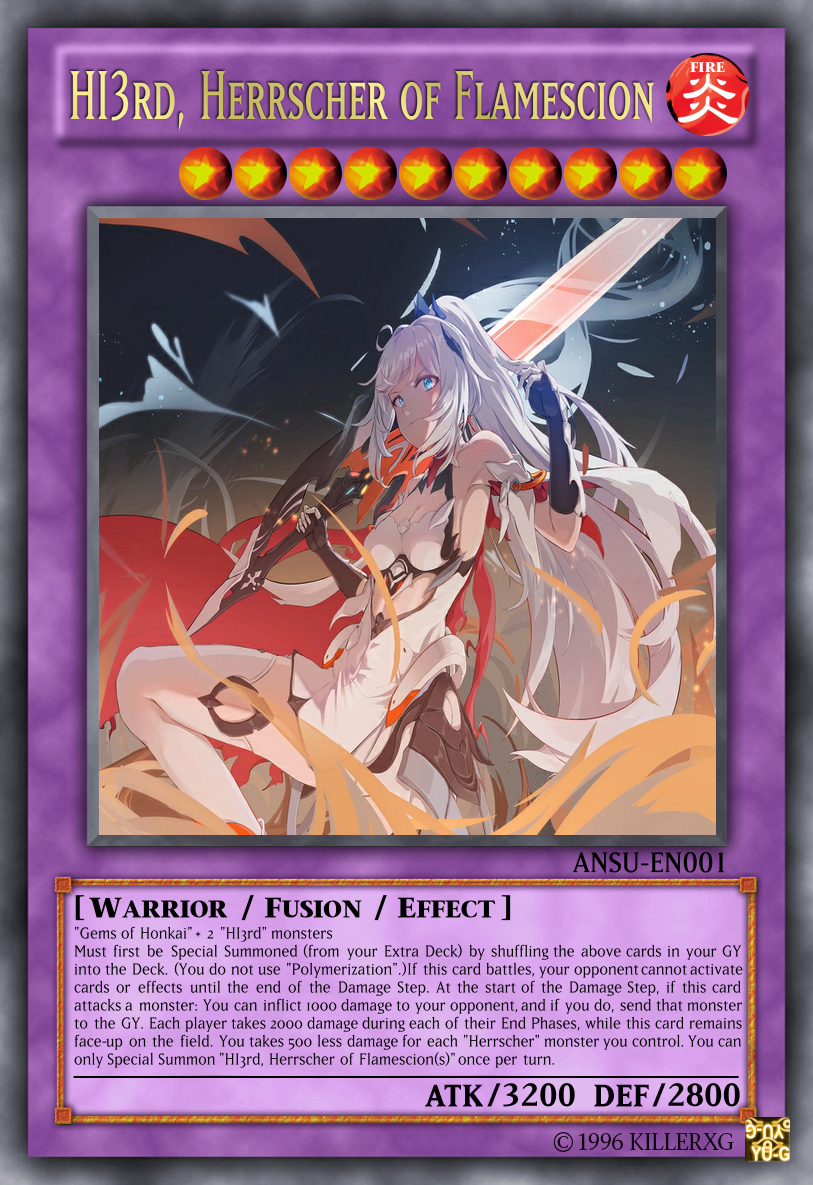 HI3rd, Herrscher of Flamescion
FIRE
炎
ANSU-EN001
[ Warrior / Fusion / Effect ]
"Gems of Honkai"+ 2 "HI3rd" monsters
Must first be Special Summoned (from your Extra Deck) by shuffling the above cards in your GY
into the Deck. (You do not use "Polymerization".)If this card battles, your opponent cannot activate
cards or effects until the end of the Damage Step. At the start of the Damage Step, if this card
attacks a monster: You can inflict 1000 damage to your opponent, and if you do, send that monster
to the GY. Each player takes 2000 damage during each of their End Phases, while this card remains
face-up on the field. You takes 500 less damage for each "Herrscher" monster you control. You can
only Special Summon "HI3rd, Herrscher of Flamescion(s)" once per turn.
ATK/3200 DEF/2800
© 1996 KILLERXG